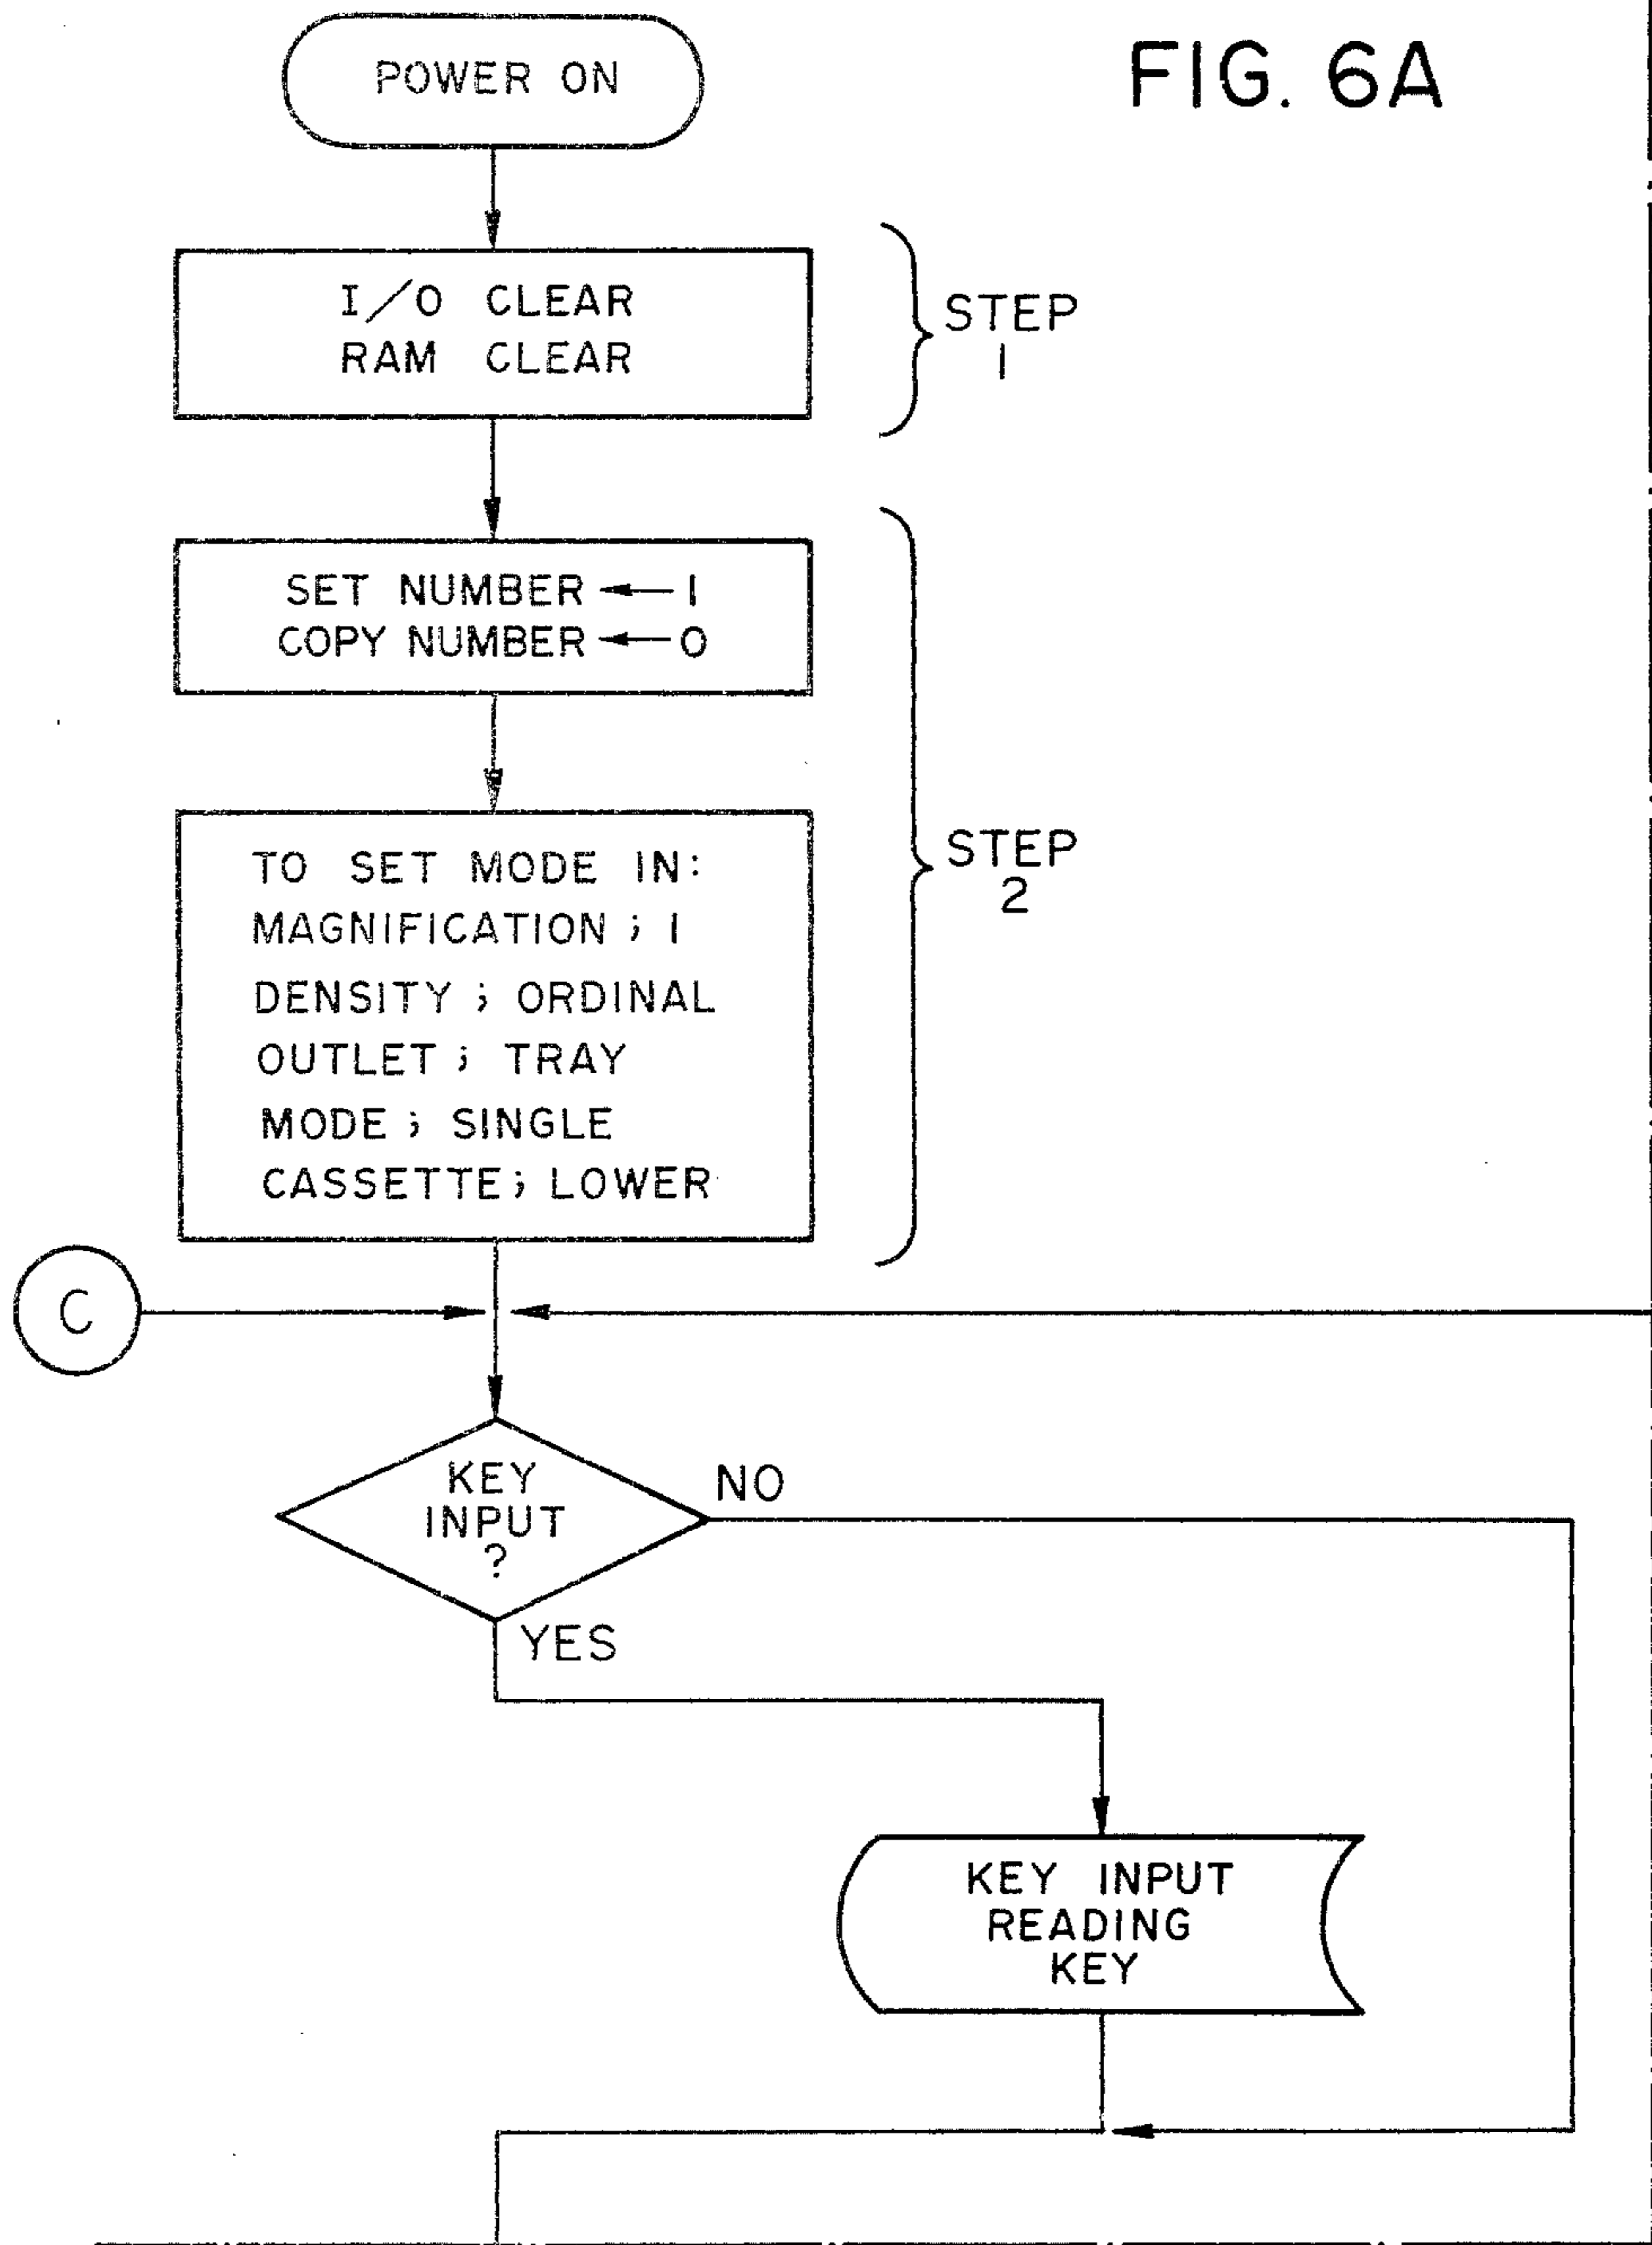 FIG. 6A
POWER ON
I/O CLEAR
RAM CLEAR
STEP
1
SET NUMBER ← 1
COPY NUMBER ← 0
TO SET MODE IN:
MAGNIFICATION ; 1
DENSITY ; ORDINAL
OUTLET ; TRAY
MODE ; SINGLE
CASSETTE ; LOWER
STEP
2
C
KEY
INPUT
?
NO
YES
KEY INPUT
READING
KEY